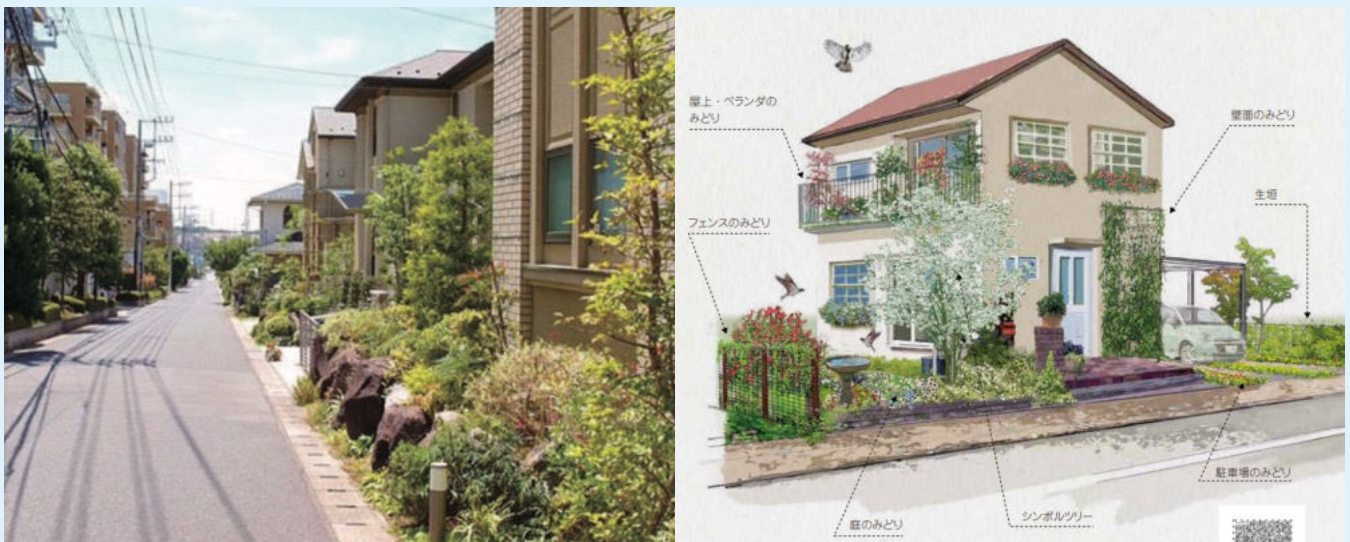 屋上・ベランダの
みどり
壁面のみどり
生垣
フェンスのみどり
駐車場のみどり
シンボルツリー
庭のみどり